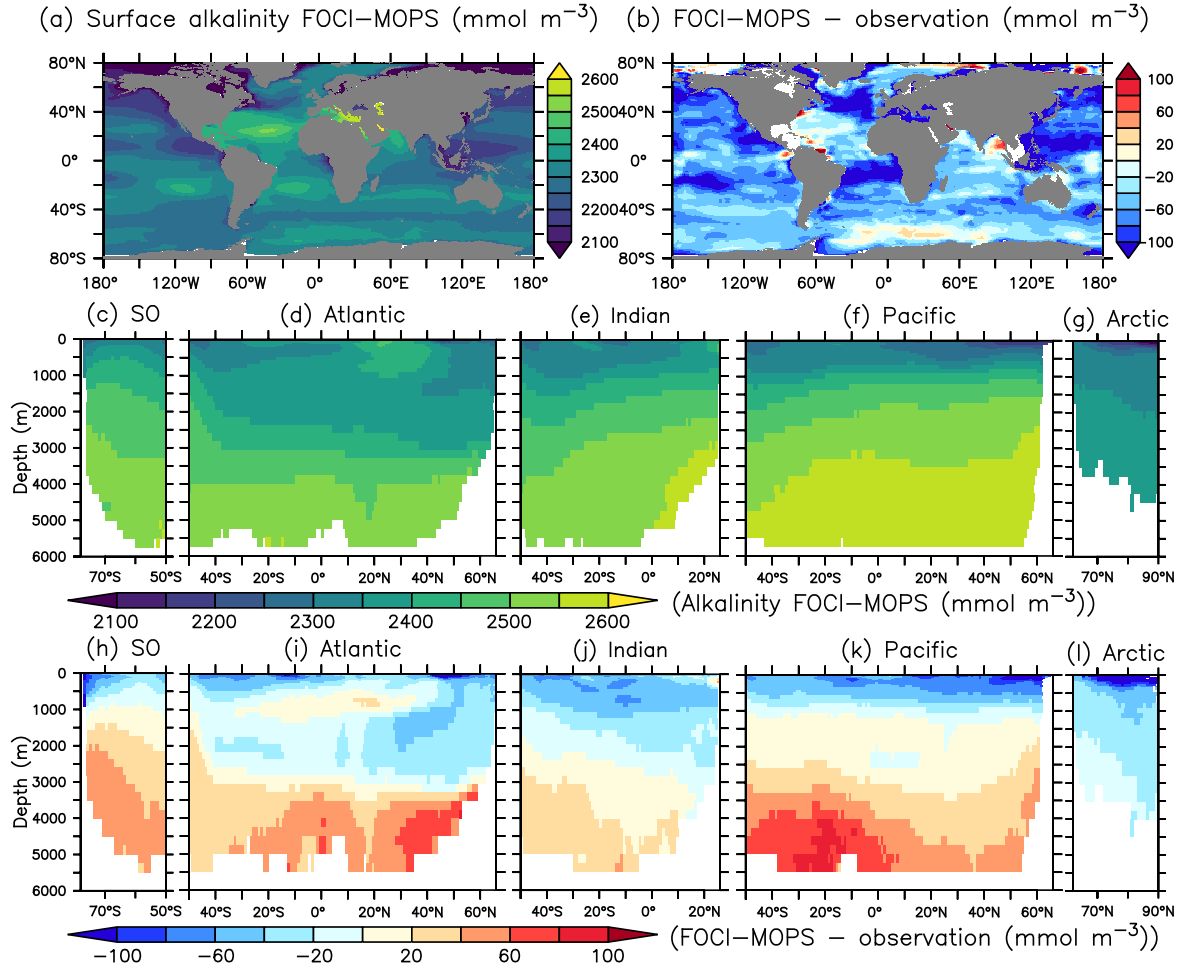 (a) Surface alkalinity FOCI−MOPS (mmol m−3)
(b) FOCI−MOPS − observation (mmol m−3)
80°N
40°N
0°
40°S
80°S
180°
120°W
60°W
0°
60°E
120°E
180°
2600
2500
2400
2300
2200
2100
80°N
40°N
0°
40°S
80°S
180°
120°W
60°W
0°
60°E
120°E
180°
100
60
20
−20
−60
−100
(c) SO
(d) Atlantic
(e) Indian
(f) Pacific
(g) Arctic
Depth (m)
0
1000
2000
3000
4000
5000
6000
70°S 50°S
40°S 20°S 0° 20°N 40°N 60°N
40°S 20°S 0° 20°N
40°S 20°S 0° 20°N 40°N 60°N
70°N 90°N
2100 2200 2300 2400 2500 2600
(Alkalinity FOCI−MOPS (mmol m−3))
(h) SO
(i) Atlantic
(j) Indian
(k) Pacific
(l) Arctic
Depth (m)
0
1000
2000
3000
4000
5000
6000
70°S 50°S
40°S 20°S 0° 20°N 40°N 60°N
40°S 20°S 0° 20°N
40°S 20°S 0° 20°N 40°N 60°N
70°N 90°N
−100 −60 −20 20 60 100
(FOCI−MOPS − observation (mmol m−3))